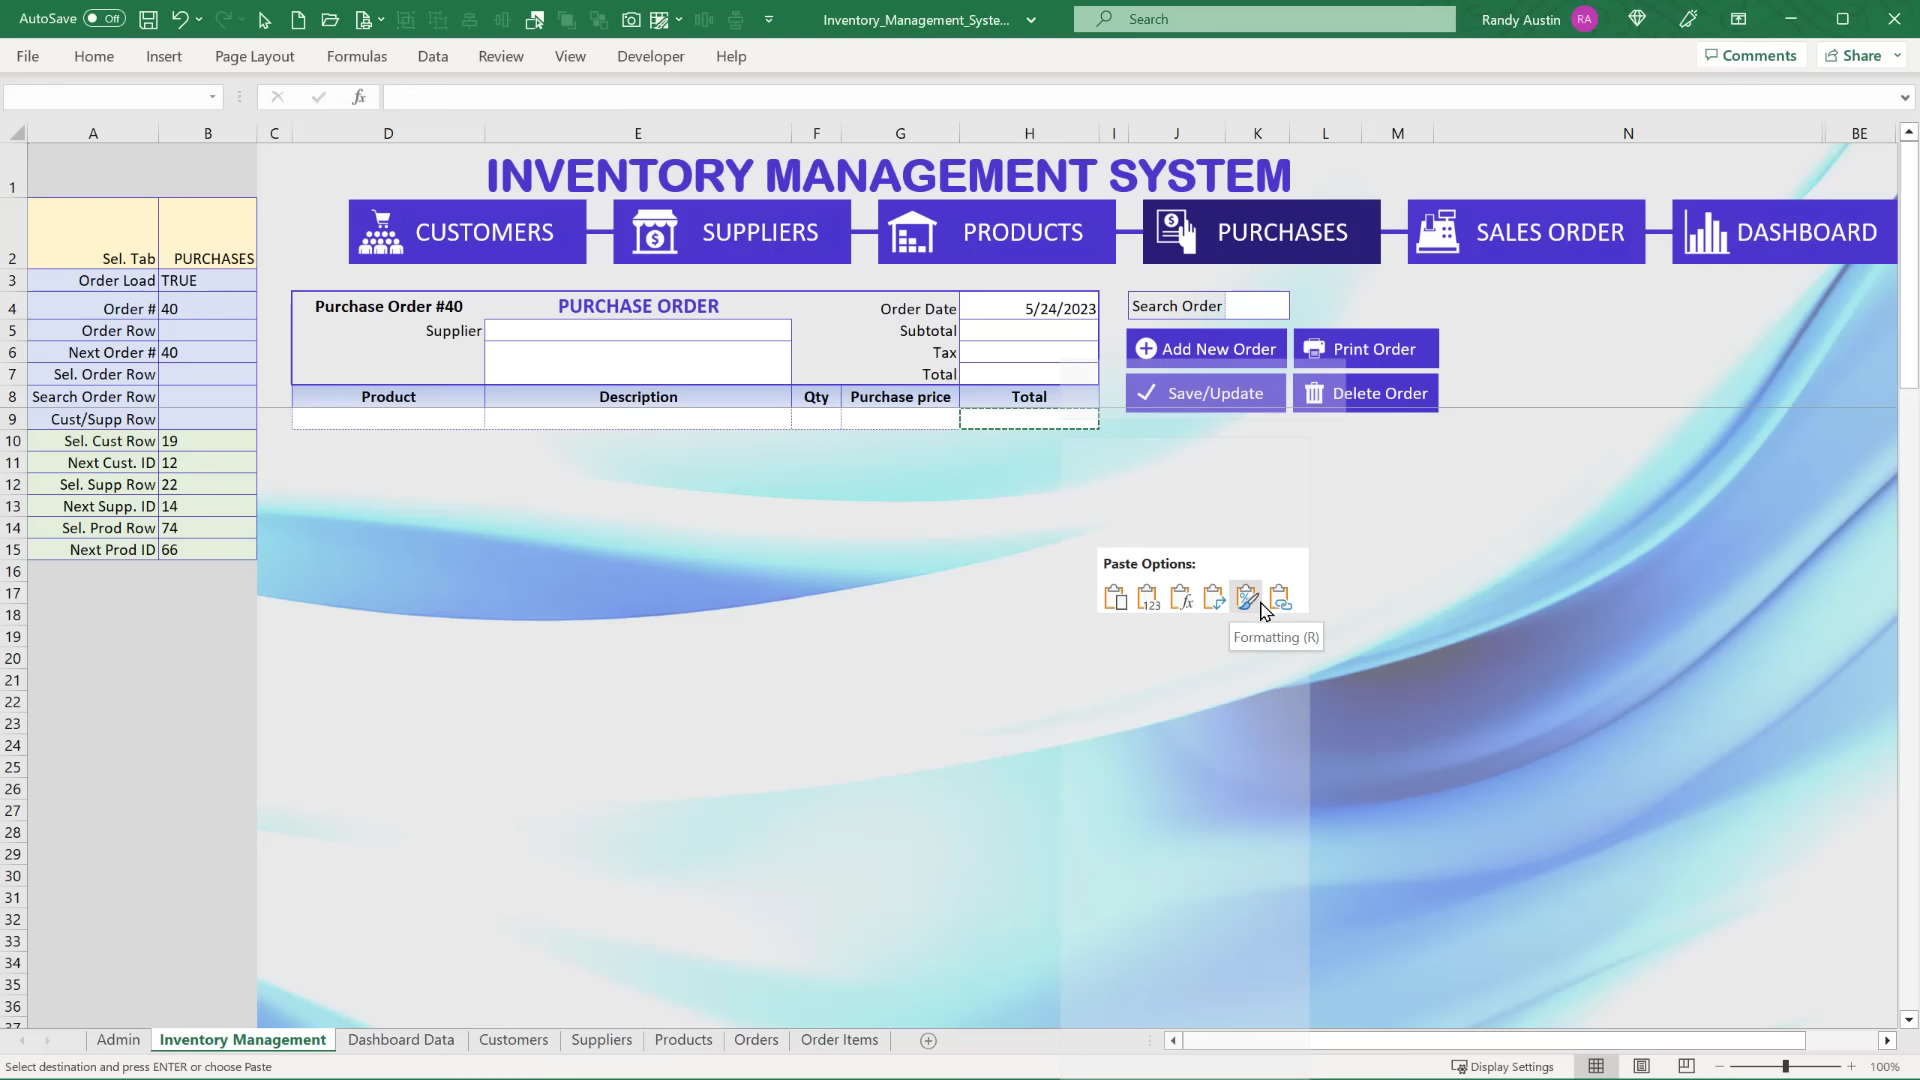 AutoSave Off
Inventory_Management_Syste...
Search
Randy Austin RA
File Home Insert Page Layout Formulas Data Review View Developer Help
Comments Share
fx
A B C D E F G H I J K L M N BE
INVENTORY MANAGEMENT SYSTEM
1
CUSTOMERS SUPPLIERS PRODUCTS PURCHASES SALES ORDER DASHBOARD
2 Sel. Tab PURCHASES
3 Order Load TRUE
4 Order # 40 Purchase Order #40 PURCHASE ORDER Order Date 5/24/2023 Search Order
5 Order Row Supplier Subtotal
6 Next Order # 40 Tax Add New Order Print Order
7 Sel. Order Row Total
8 Search Order Row Product Description Qty Purchase price Total Save/Update Delete Order
9 Cust/Supp Row
10 Sel. Cust Row 19
11 Next Cust. ID 12
12 Sel. Supp Row 22
13 Next Supp. ID 14
14 Sel. Prod Row 74
15 Next Prod ID 66
16
Paste Options:
17
123 fx %
18
19 Formatting (R)
20
21
22
23
24
25
26
27
28
29
30
31
32
33
34
35
36
37
Admin Inventory Management Dashboard Data Customers Suppliers Products Orders Order Items
Select destination and press ENTER or choose Paste
Display Settings
100%